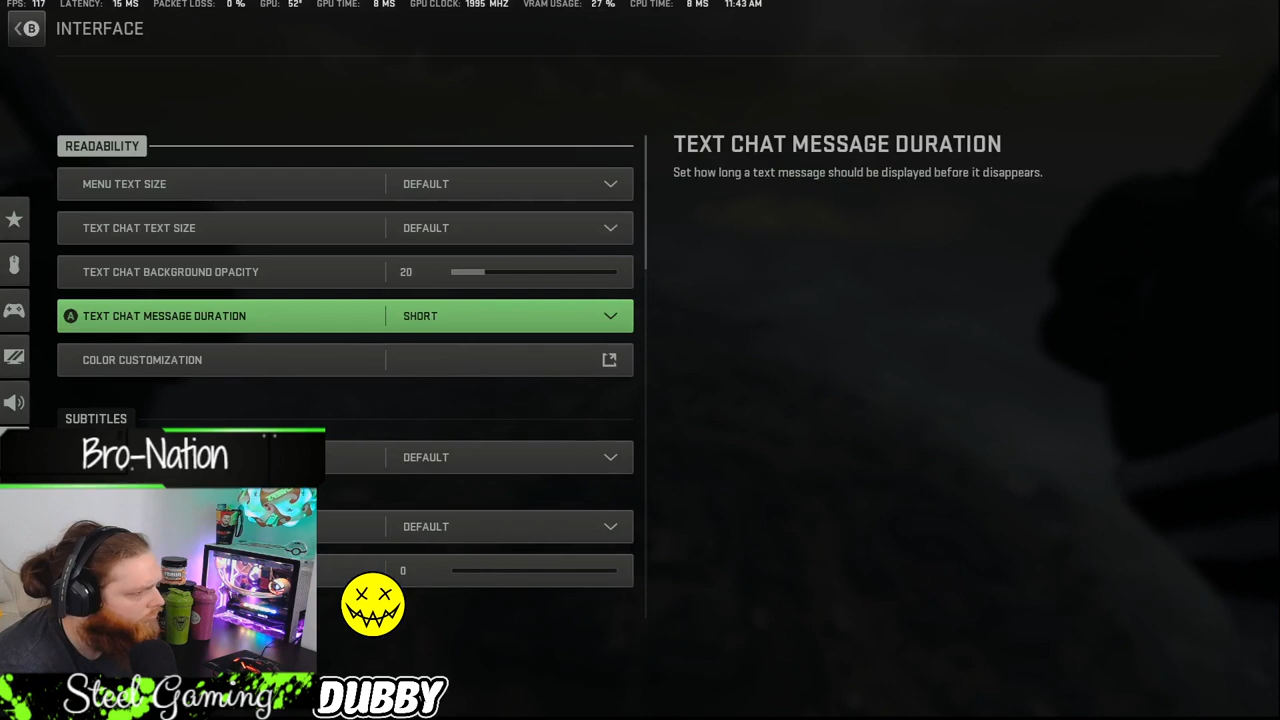 FPS: 117 LATENCY: 15 MS PACKET LOSS: 0 % GPU: 52° GPU TIME: 8 MS GPU CLOCK: 1995 MHZ VRAM USAGE: 27 % CPU TIME: 8 MS 11:43 AM
B INTERFACE
READABILITY
MENU TEXT SIZE DEFAULT
TEXT CHAT TEXT SIZE DEFAULT
TEXT CHAT BACKGROUND OPACITY 20
A TEXT CHAT MESSAGE DURATION SHORT
COLOR CUSTOMIZATION
SUBTITLES
DEFAULT
DEFAULT
0
TEXT CHAT MESSAGE DURATION
Set how long a text message should be displayed before it disappears.
Bro-Nation
Steel Gaming
DUBBY